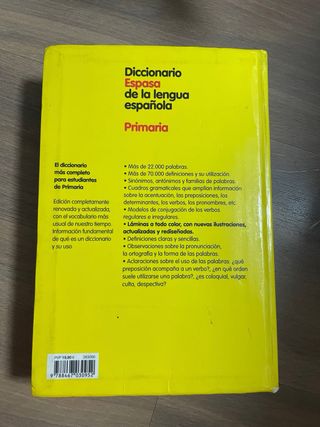 Diccionario
Espasa
de la lengua
española
Primaria
El diccionario
más completo
para estudiantes
de Primaria
Edición completamente
renovada y actualizada,
con el vocabulario más
usual de nuestro tiempo.
Información fundamental
de qué es un diccionario
y su uso
• Más de 22.000 palabras.
• Más de 70.000 definiciones y su utilización.
• Sinónimos, antónimos y familias de palabras.
• Cuadros gramaticales que amplían información
sobre la acentuación, las preposiciones, los
determinantes, los verbos, los pronombres, etc.
• Modelos de conjugación de los verbos
regulares e irregulares.
• Láminas a todo color, con nuevas ilustraciones,
actualizadas y rediseñadas.
• Definiciones claras y sencillas.
• Observaciones sobre la pronunciación,
la ortografía y la forma de las palabras.
• Aclaraciones sobre el uso de las palabras: ¿qué
preposición acompaña a un verbo?, ¿en qué orden
suele utilizarse una palabra?, ¿es coloquial, vulgar,
culta, despectiva?
9 788467 030952